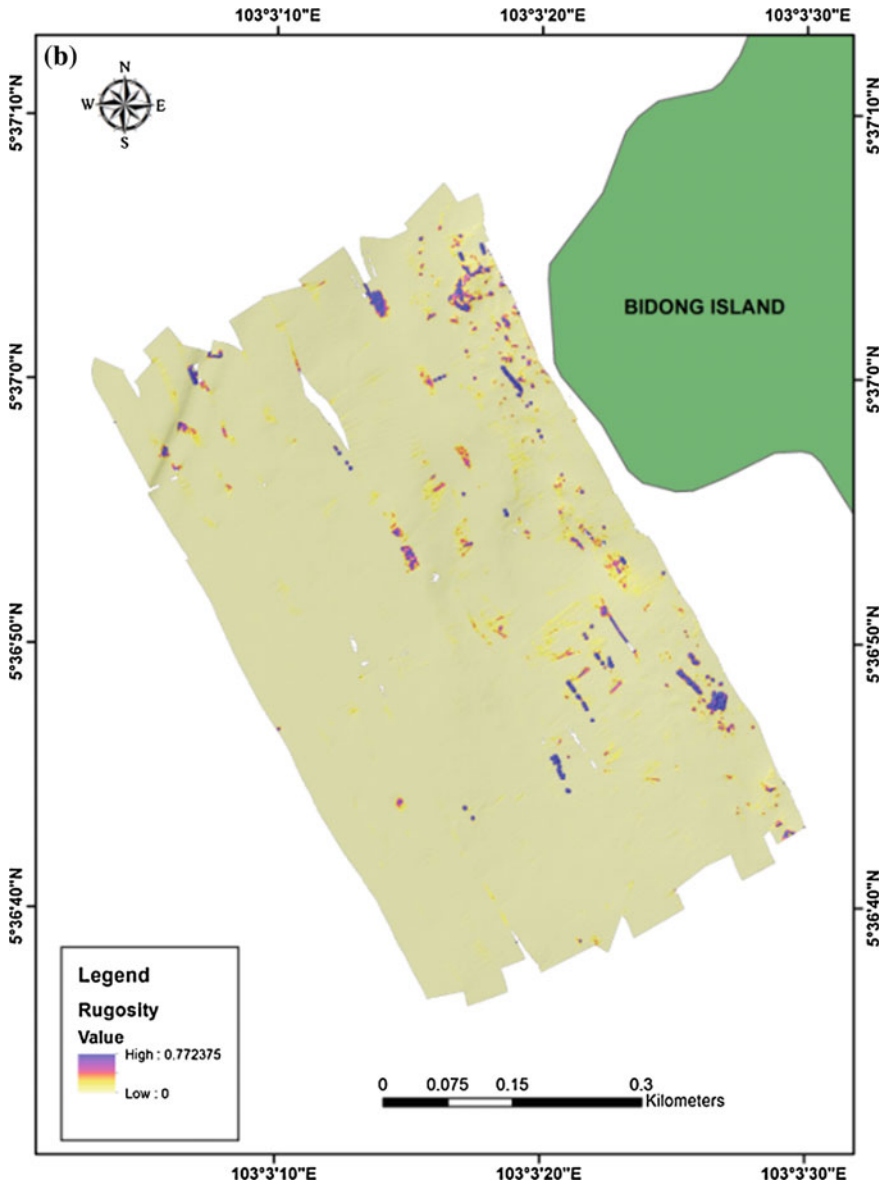 103°3'10"E 103°3'20"E 103°3'30"E
(b)
N
W E
S
5°37'10"N 5°37'10"N
BIDONG ISLAND
5°37'0"N 5°37'0"N
5°36'50"N 5°36'50"N
5°36'40"N 5°36'40"N
Legend
Rugosity
Value
High : 0.772375
Low : 0
0 0.075 0.15 0.3
Kilometers
103°3'10"E 103°3'20"E 103°3'30"E